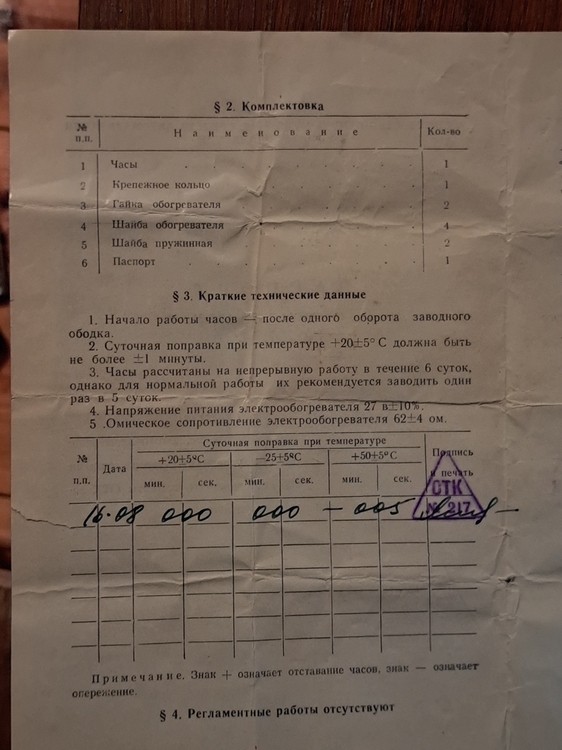 § 2. Комплектовка
№ п.п. Наименование Кол-во
1 Часы 1
2 Крепежное кольцо 1
3 Гайка обогревателя 2
4 Шайба обогревателя 4
5 Шайба пружинная 2
6 Паспорт 1
§ 3. Краткие технические данные
1. Начало работы часов — после одного оборота заводного
ободка.
2. Суточная поправка при температуре +20±5° С должна быть
не более ±1 минуты.
3. Часы рассчитаны на непрерывную работу в течение 6 суток,
однако для нормальной работы их рекомендуется заводить один
раз в 5 суток.
4. Напряжение питания электрообогревателя 27 в±10%.
5 .Омическое сопротивление электрообогревателя 62±4 ом.
Суточная поправка при температуре
№ п.п. Дата +20±5°С —25±5°С +50±5°С Подпись и печать
мин. сек. мин. сек. мин. сек.
СТК
№ 217
16.08 000 000 — 005
Примечание. Знак + означает отставание часов, знак — означает
опережение.
§ 4. Регламентные работы отсутствуют